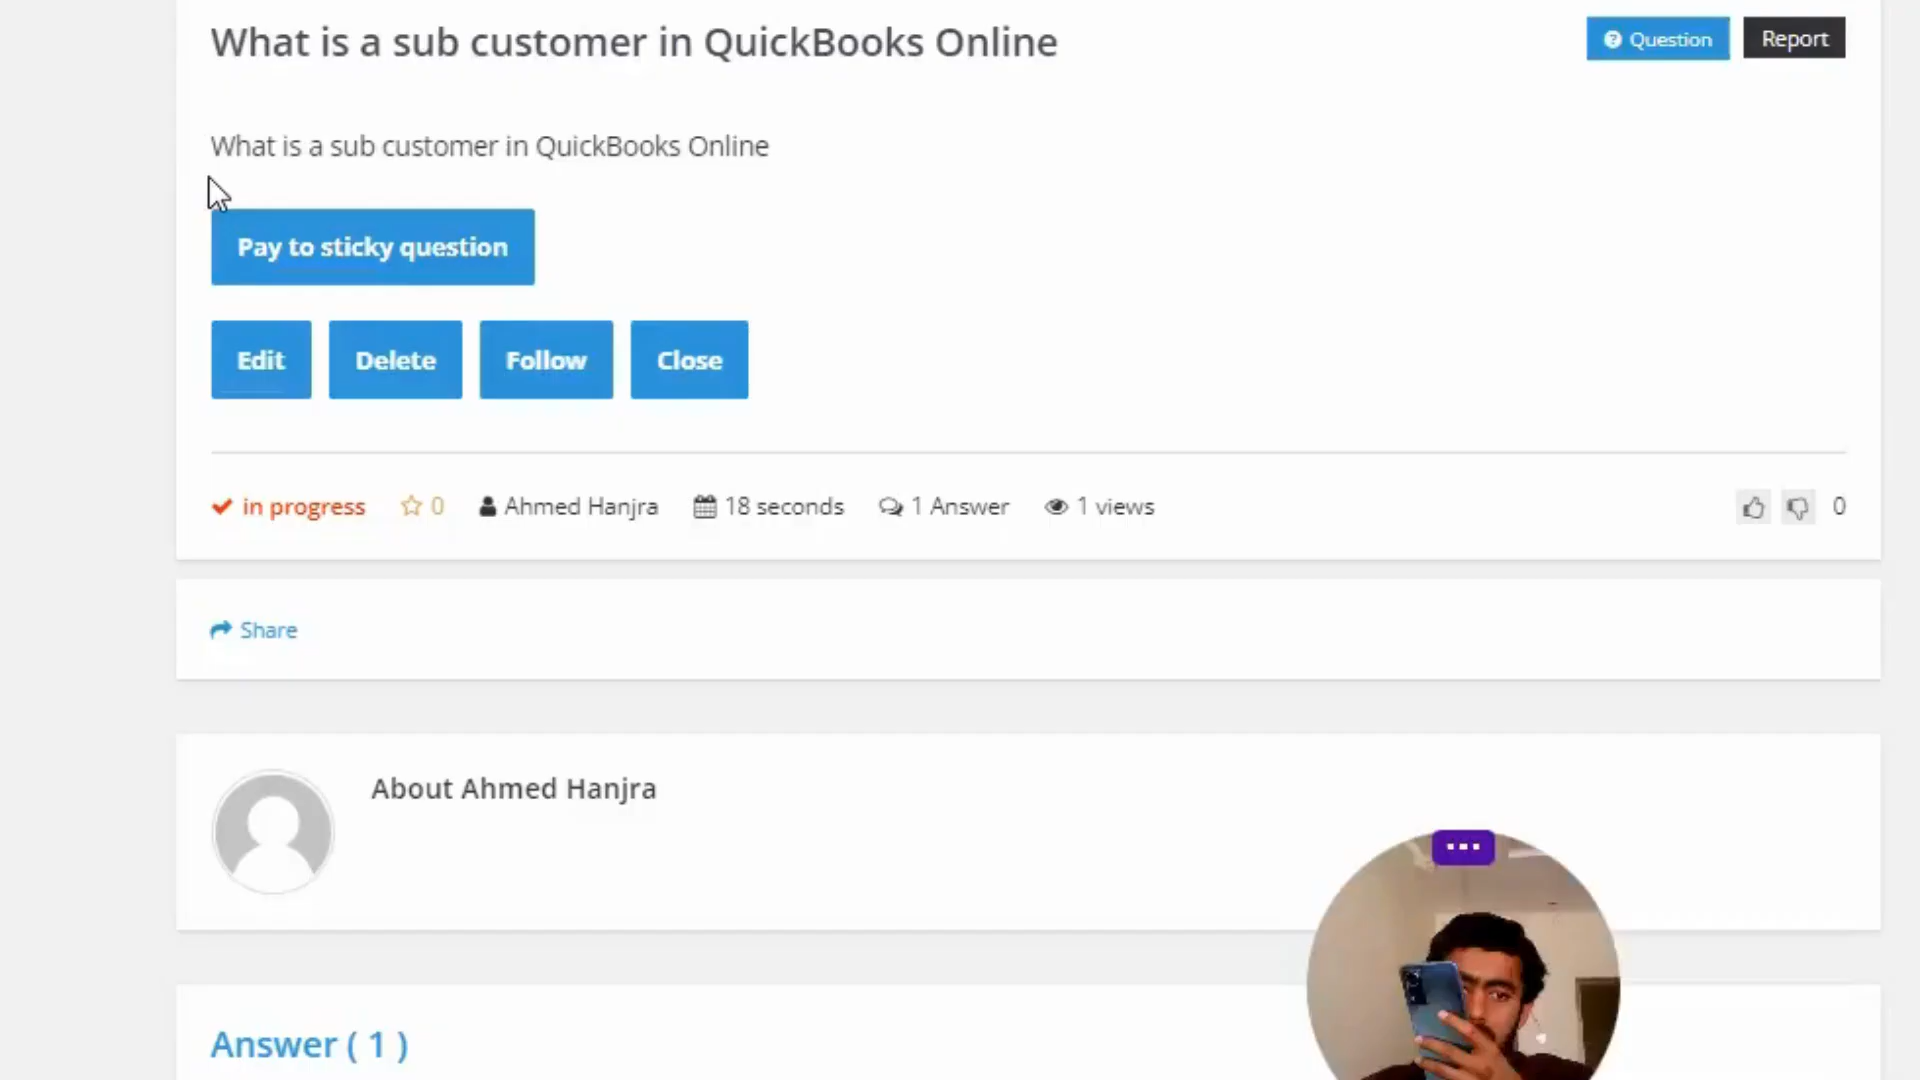 What is a sub customer in QuickBooks Online
Question
Report
What is a sub customer in QuickBooks Online
Pay to sticky question
Edit
Delete
Follow
Close
in progress
0
Ahmed Hanjra
18 seconds
1 Answer
1 views
0
Share
About Ahmed Hanjra
Answer ( 1 )